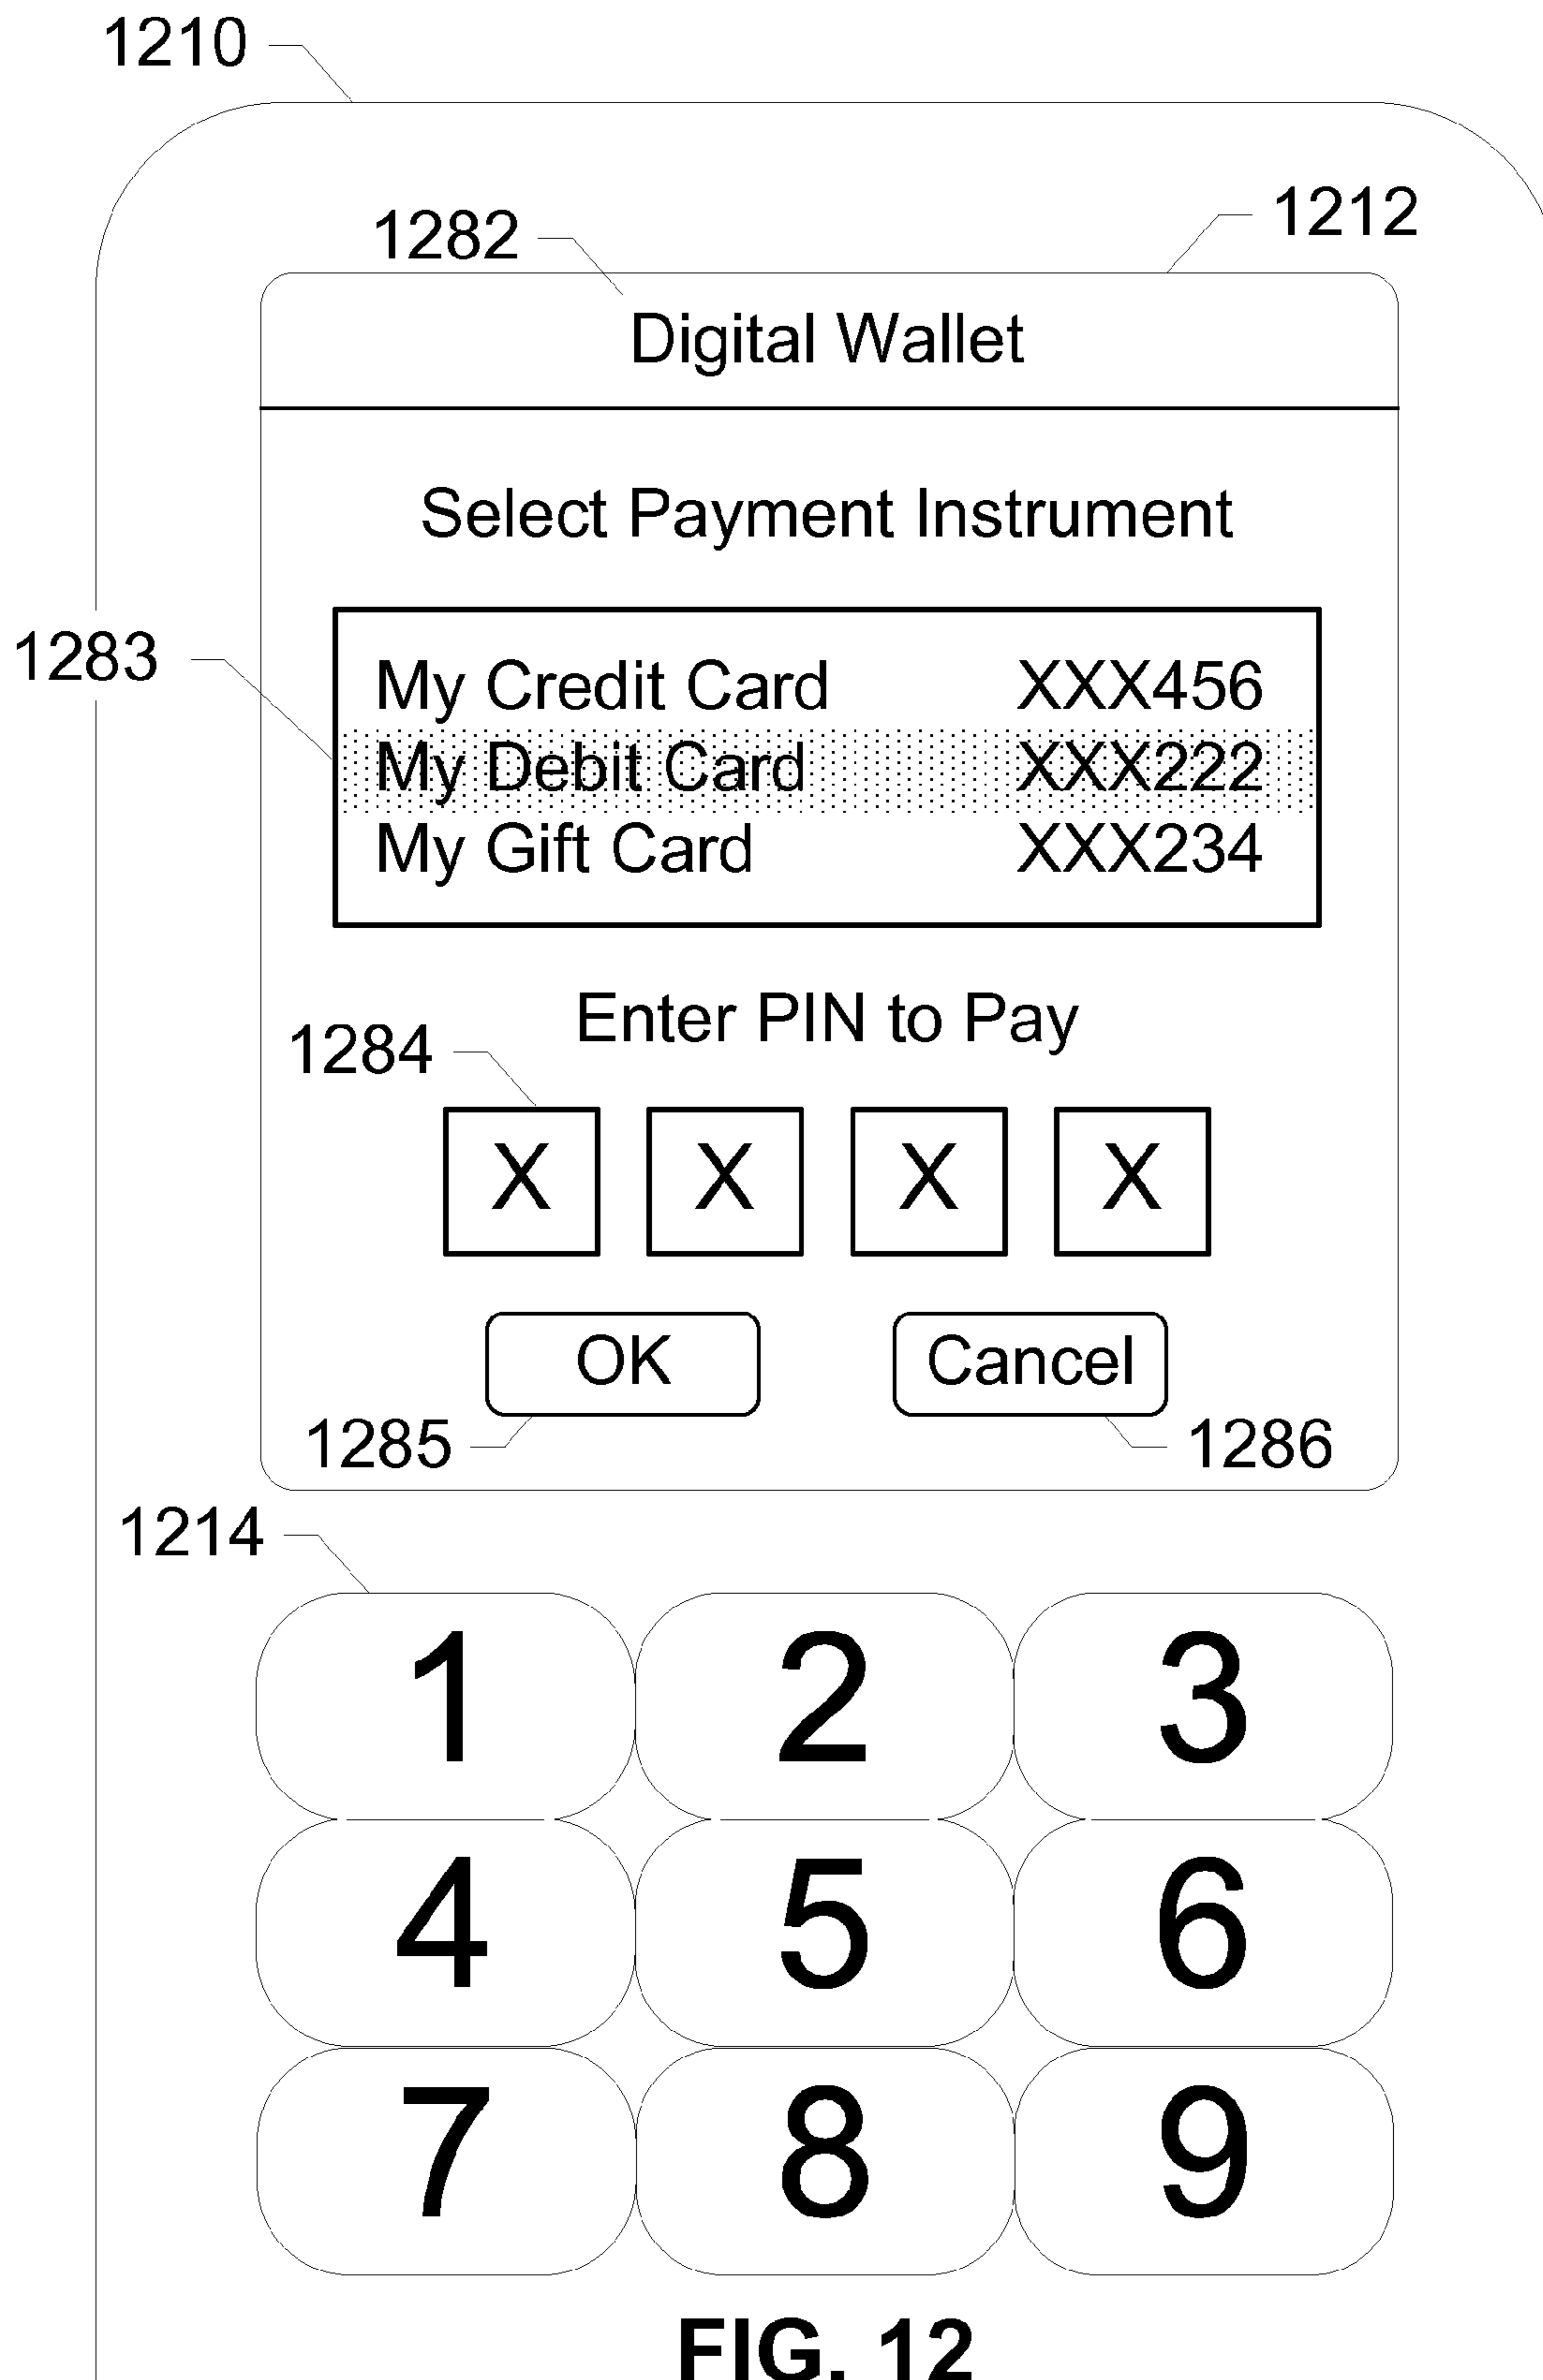 1210
1282
1212
Digital Wallet
Select Payment Instrument
1283
My Credit Card XXX456
My Debit Card XXX222
My Gift Card XXX234
Enter PIN to Pay
1284
X X X X
OK Cancel
1285 1286
1214
1 2 3
4 5 6
7 8 9
FIG. 12